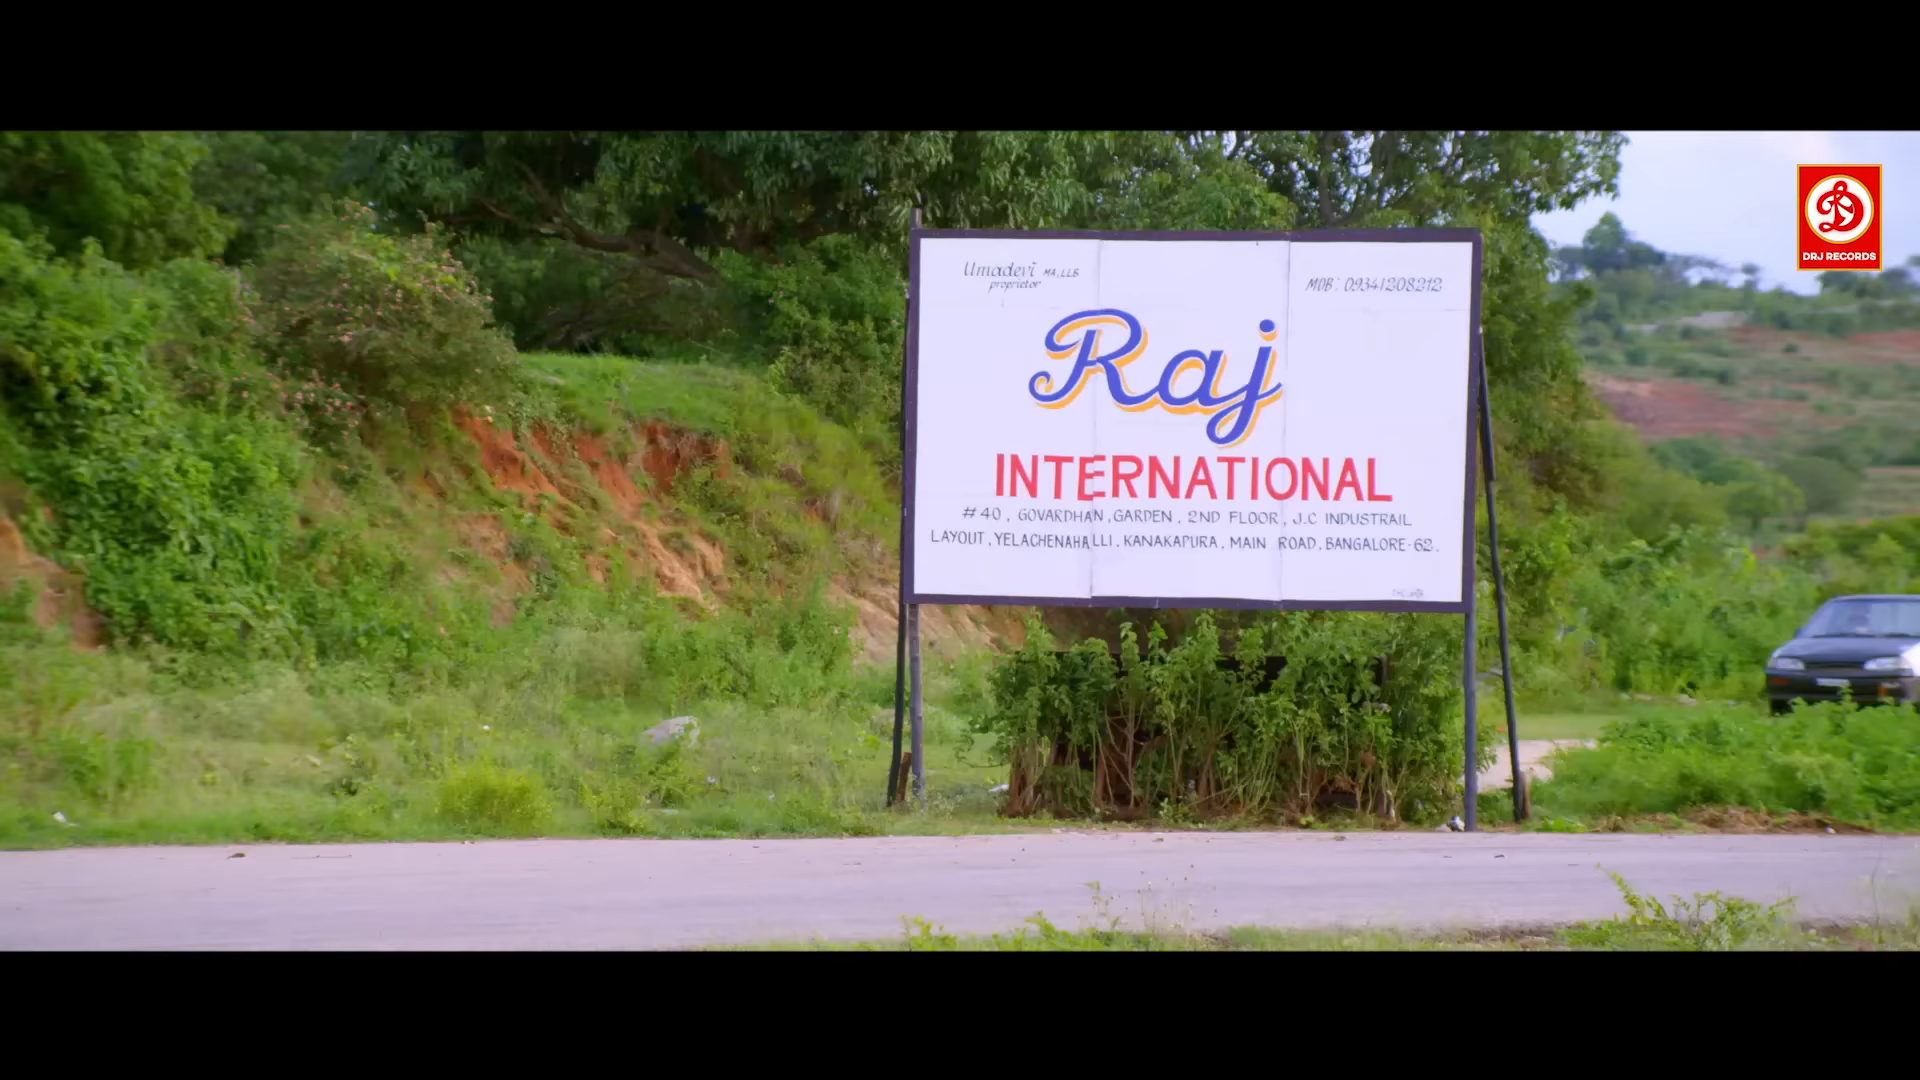 Umadevi MA.,LLB
proprietor
MOB: 09341208212
Raj
INTERNATIONAL
#40, GOVARDHAN, GARDEN, 2ND FLOOR, J.C INDUSTRAIL
LAYOUT, YELACHENAHALLI. KANAKAPURA, MAIN ROAD, BANGALORE-62.
DRJ RECORDS